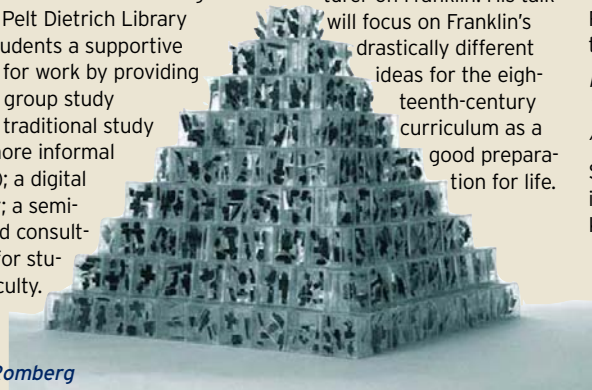 Pelt Dietrich Library
udents a supportive
for work by providing
group study
traditional study
ore informal
; a digital
; a semi-
d consult-
for stu-
culty.
Pomberg
will focus on Franklin's
drastically different
ideas for the eigh-
teenth-century
curriculum as a
good prepara-
tion for life.